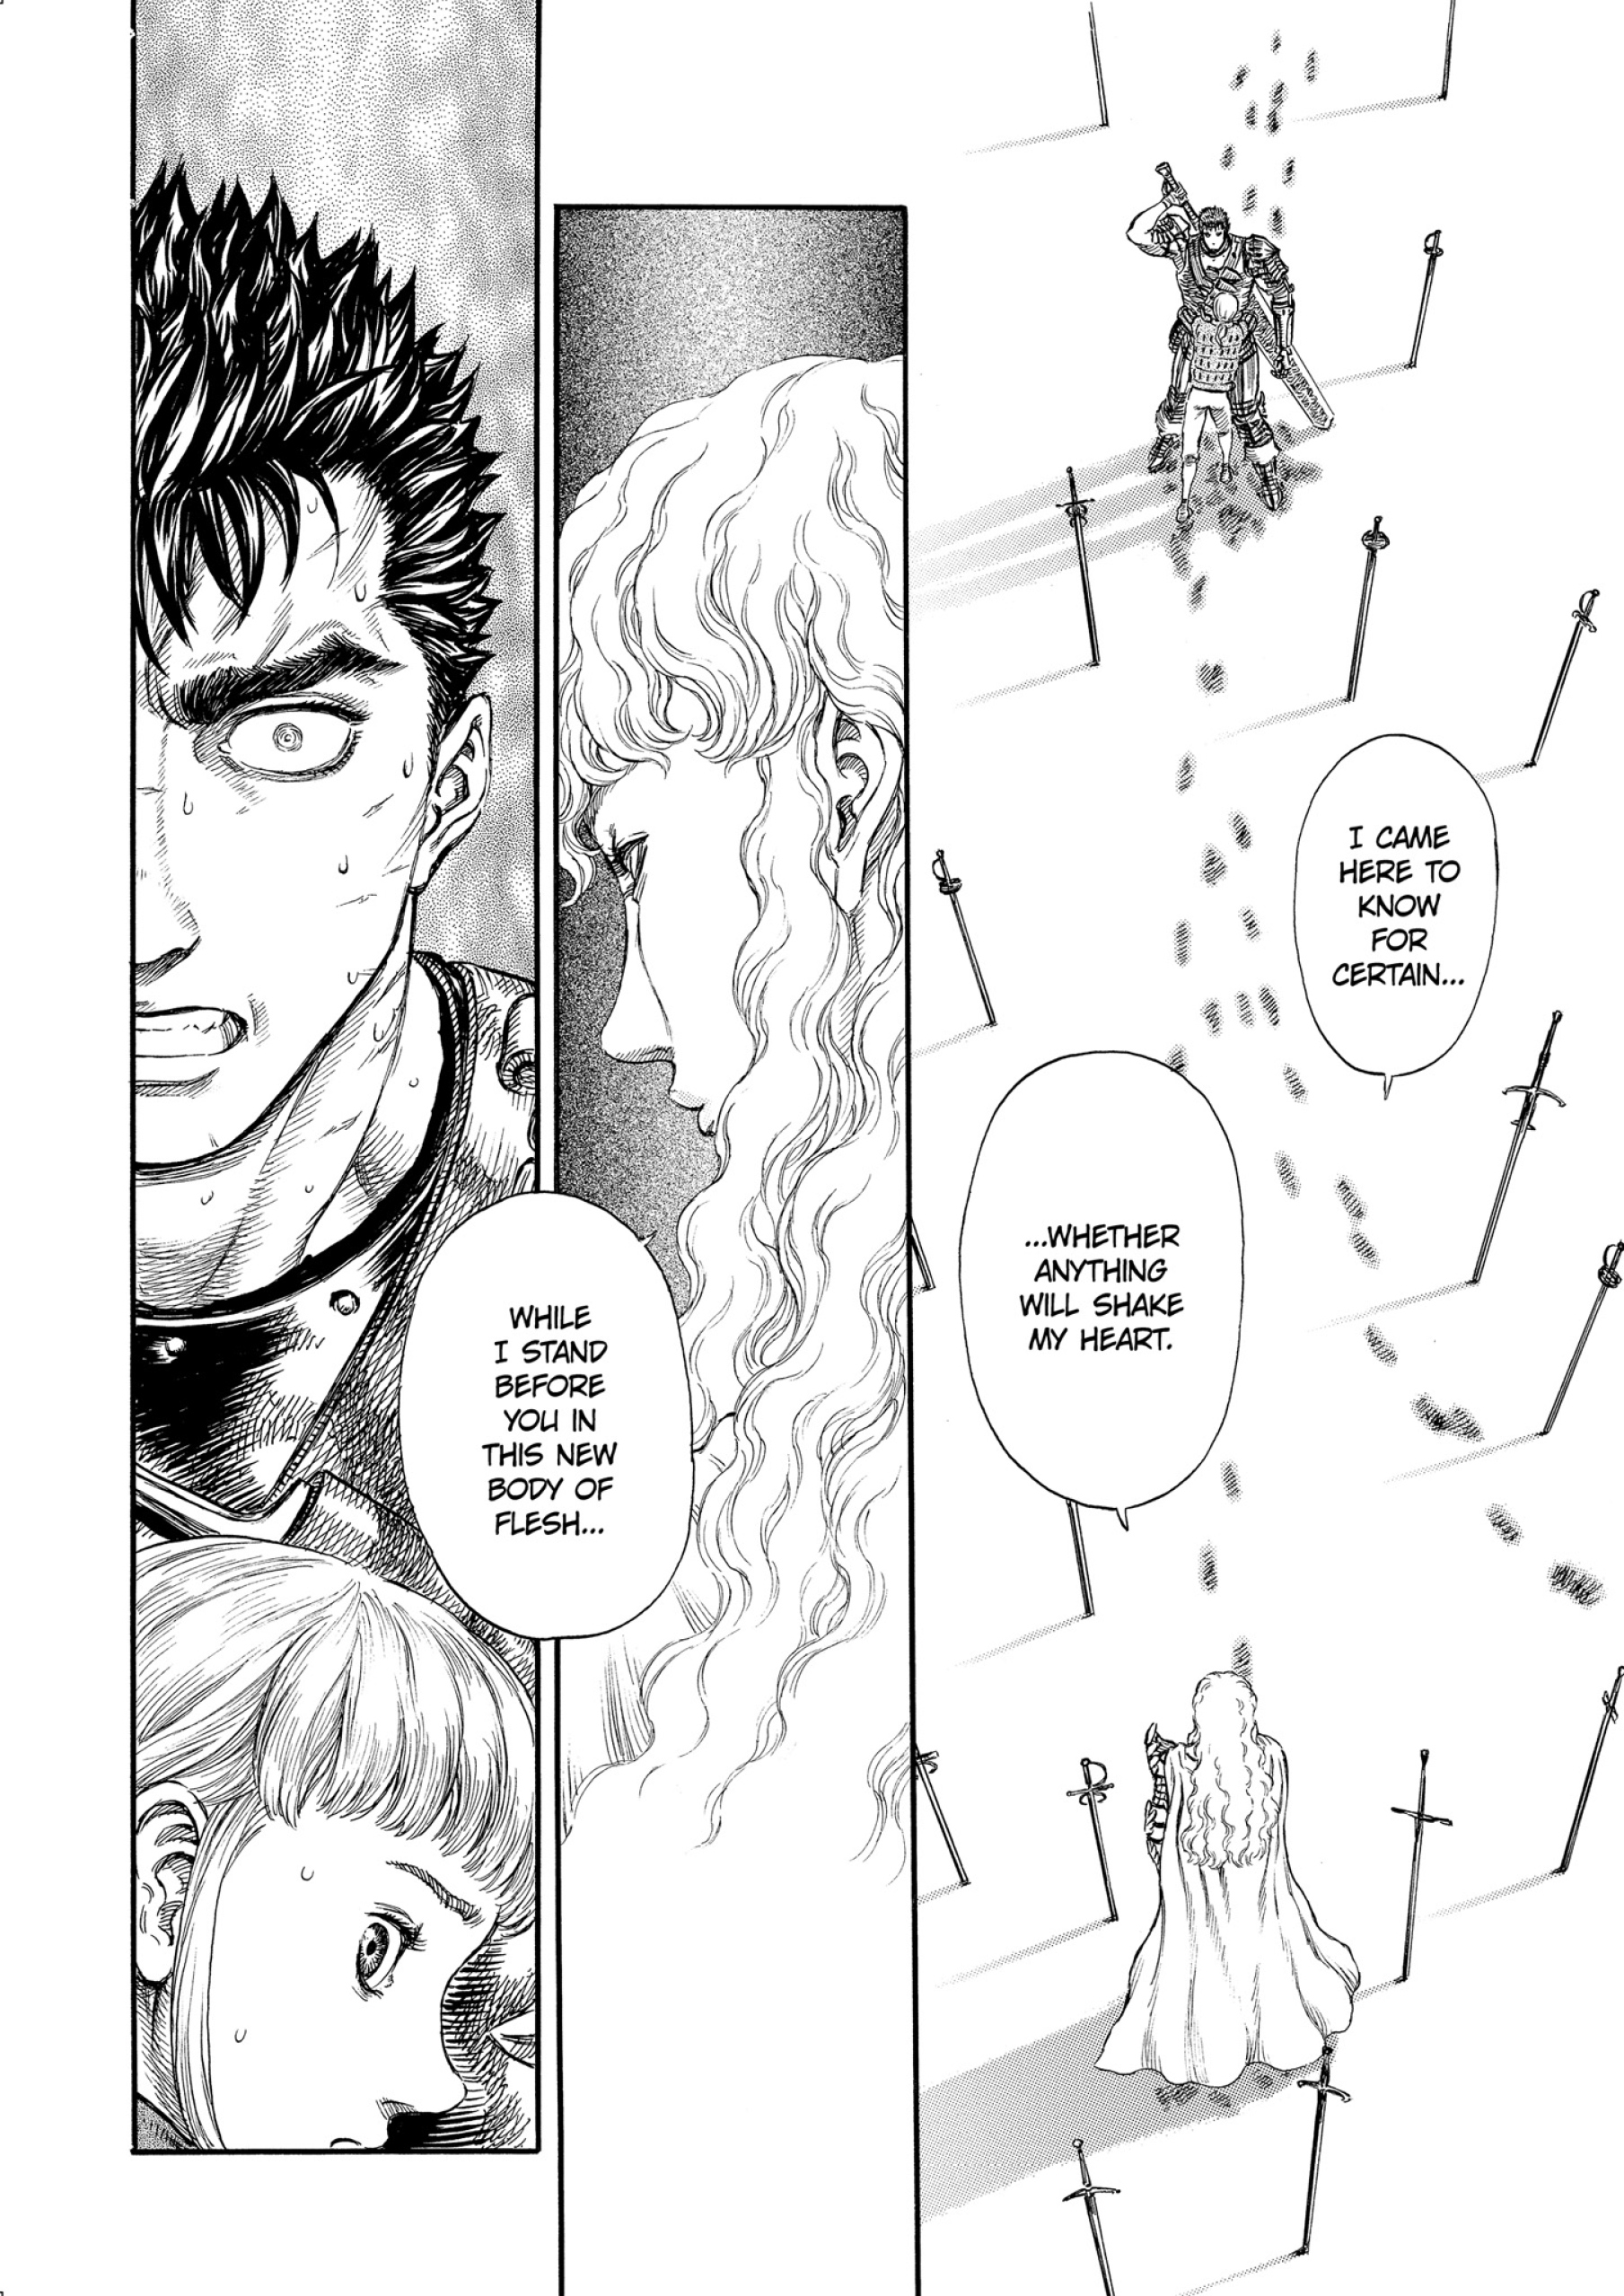 I CAME
HERE TO
KNOW
FOR
CERTAIN...
...WHETHER
ANYTHING
WILL SHAKE
MY HEART.
WHILE
I STAND
BEFORE
YOU IN
THIS NEW
BODY OF
FLESH...